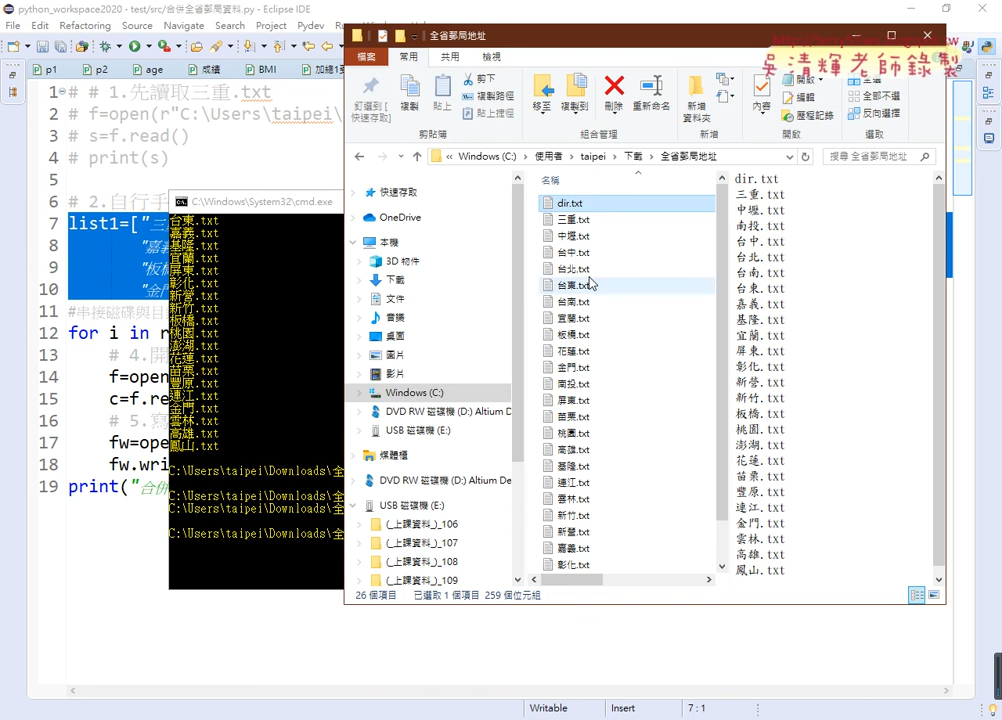 python_workspace2020 - test/src/合併全省郵局資料.py - Eclipse IDE
File Edit Refactoring Source Navigate Search Project Pydev
p1 p2 age 成績 BMI 加總1
1 # # 1.先讀取三重.txt
2 # f=open(r"C:\Users\taipei\
3 # s=f.read()
4 # print(s)
5
6 # 2.自行手
7 list1=["三
8 "嘉義
9 "板橋
10 "金門
11 #串接磁碟與目
12 for i in r
13 # 4.開
14 f=open
15 c=f.re
16 # 5.寫
17 fw=ope
18 fw.wri
19 print("合併
Writable Insert 7 : 1
C:\Windows\System32\cmd.exe
台東.txt
嘉義.txt
基隆.txt
宜蘭.txt
屏東.txt
彰化.txt
新營.txt
新竹.txt
板橋.txt
桃園.txt
澎湖.txt
花蓮.txt
苗栗.txt
豐原.txt
連江.txt
金門.txt
雲林.txt
高雄.txt
鳳山.txt
C:\Users\taipei\Downloads\全
C:\Users\taipei\Downloads\全
C:\Users\taipei\Downloads\全
C:\Users\taipei\Downloads\全
全省郵局地址
吳清輝老師錄製
檔案 常用 共用 檢視
釘選到 [快速存取]
複製
貼上
剪下
複製路徑
貼上捷徑
剪貼簿
移至
複製到
刪除
重新命名
組合管理
新增資料夾
新增
內容
開啟
編輯
歷程記錄
開啟
全選
全部不選
反向選擇
選取
« Windows (C:) › 使用者 › taipei › 下載 › 全省郵局地址
搜尋 全省郵局地址
快速存取
OneDrive
本機
3D 物件
下載
文件
音樂
桌面
圖片
影片
Windows (C:)
DVD RW 磁碟機 (D:) Altium D
USB 磁碟機 (E:)
媒體櫃
DVD RW 磁碟機 (D:) Altium De
USB 磁碟機 (E:)
(_上課資料_)_106
(_上課資料_)_107
(_上課資料_)_108
(_上課資料_)_109
名稱
dir.txt
三重.txt
中壢.txt
台中.txt
台北.txt
台東.txt
台南.txt
宜蘭.txt
板橋.txt
花蓮.txt
金門.txt
南投.txt
屏東.txt
苗栗.txt
桃園.txt
高雄.txt
基隆.txt
連江.txt
雲林.txt
新竹.txt
新營.txt
嘉義.txt
彰化.txt
dir.txt
三重.txt
中壢.txt
南投.txt
台中.txt
台北.txt
台南.txt
台東.txt
嘉義.txt
基隆.txt
宜蘭.txt
屏東.txt
彰化.txt
新營.txt
新竹.txt
板橋.txt
桃園.txt
澎湖.txt
花蓮.txt
苗栗.txt
豐原.txt
連江.txt
金門.txt
雲林.txt
高雄.txt
鳳山.txt
26 個項目 已選取 1 個項目 259 個位元組